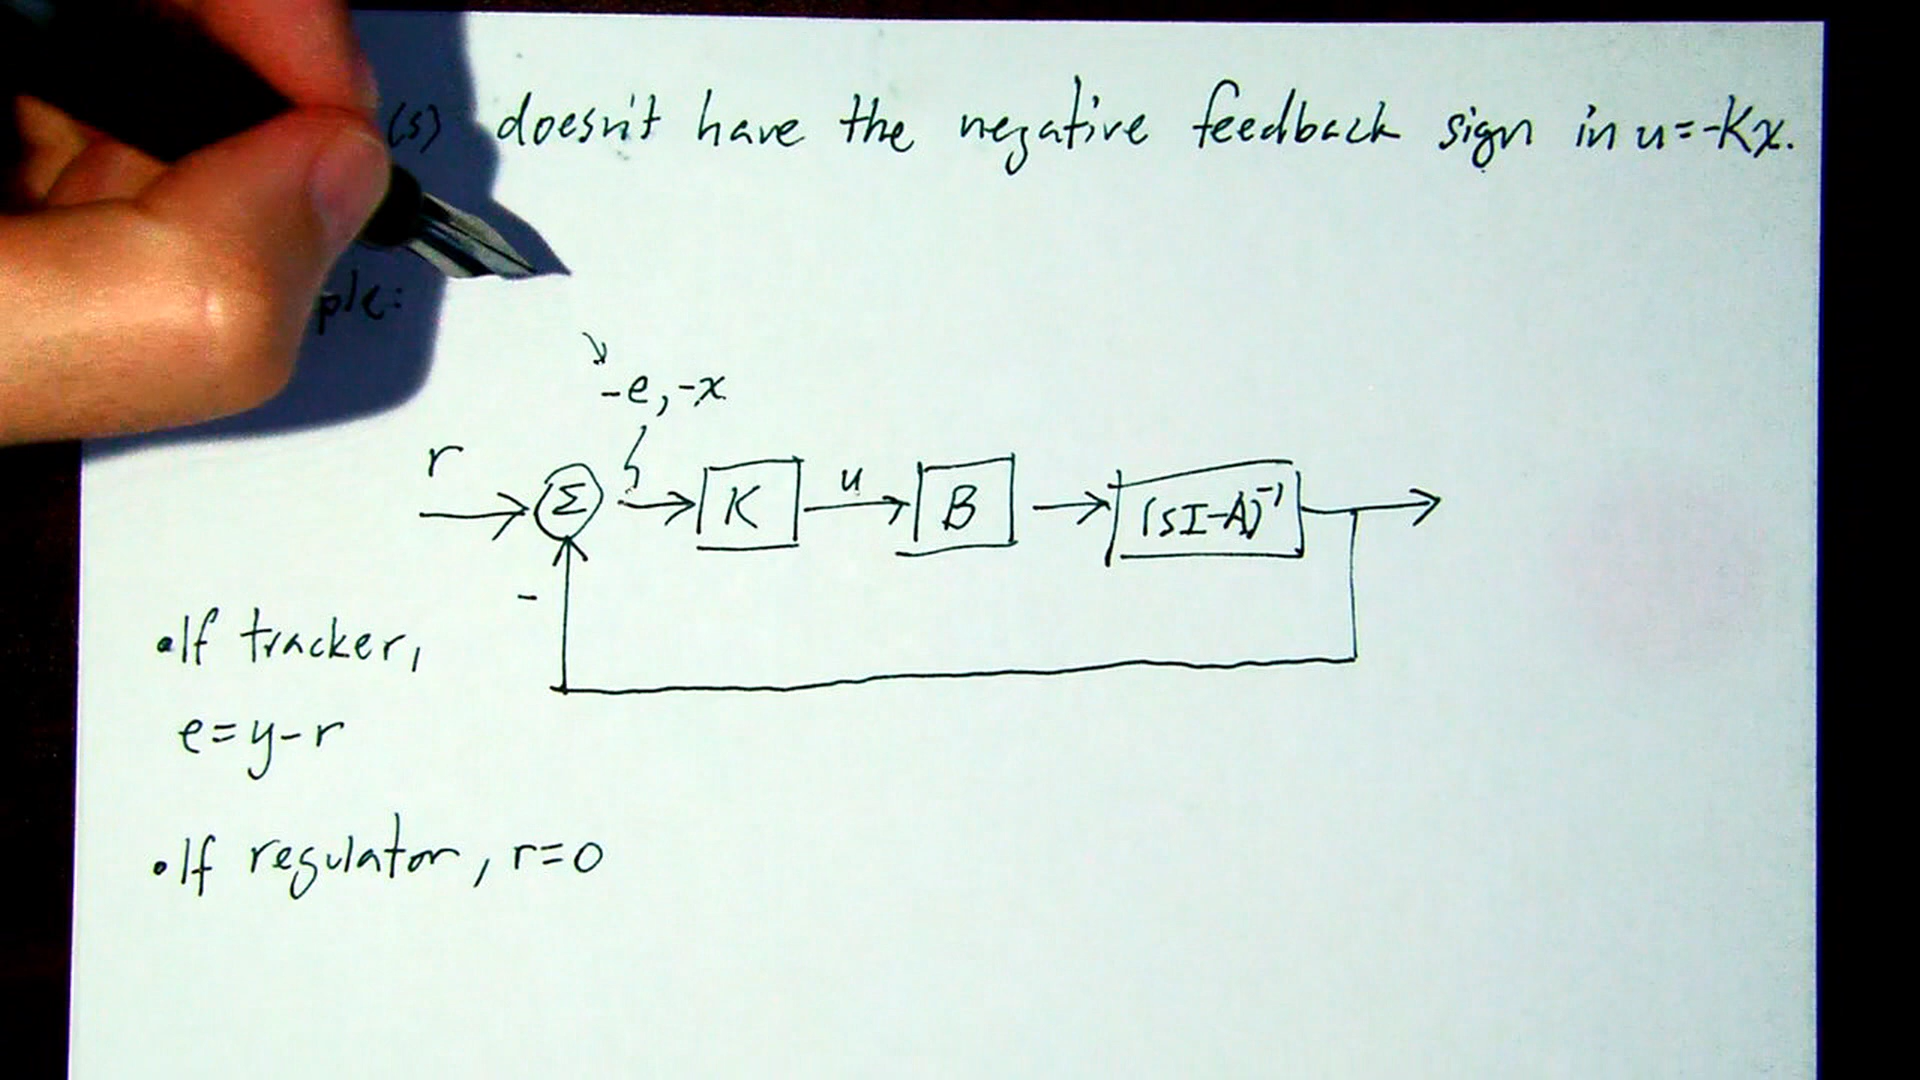 (s) doesn't have the negative feedback sign in u=-Kx.
ple:
-e, -x
r
Σ
K
u
B
(sI-A)⁻¹
-
•If tracker,
e=y-r
•If regulator, r=0